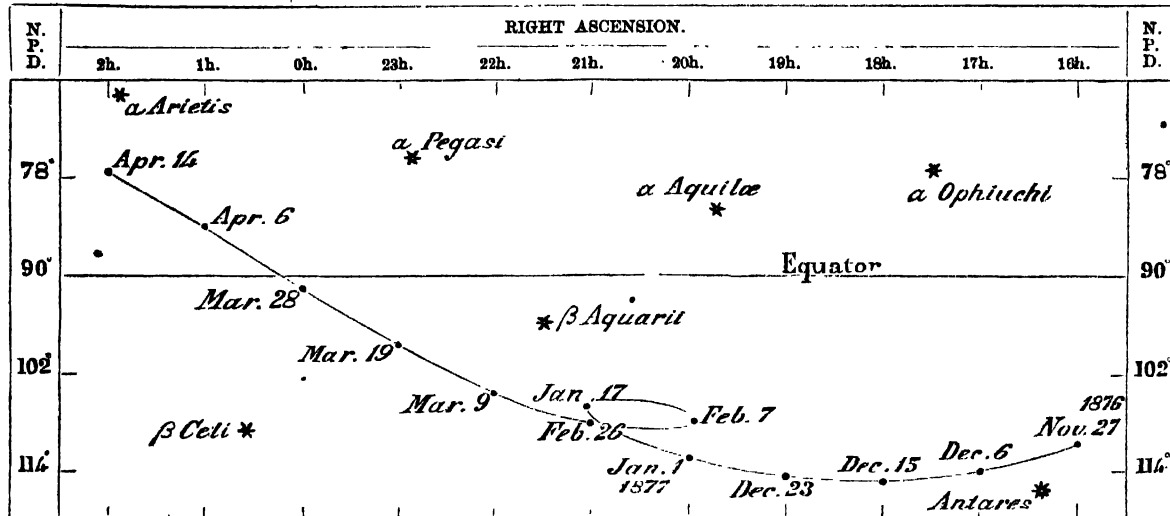 N. P. D.
RIGHT ASCENSION.
N. P. D.
2h. 1h. 0h. 23h. 22h. 21h. 20h. 19h. 18h. 17h. 16h.
α Arietis
α Pegasi
Apr. 14
78° 78°
α Aquilæ
α Ophiuchi
Apr. 6
90° Equator 90°
Mar. 28
β Aquarii
Mar. 19
102° 102°
Jan. 17
Mar. 9
Feb. 7
1876
β Ceti
Feb. 26
Nov. 27
114° 114°
Jan. 1
1877
Dec. 23
Dec. 15
Dec. 6
Antares